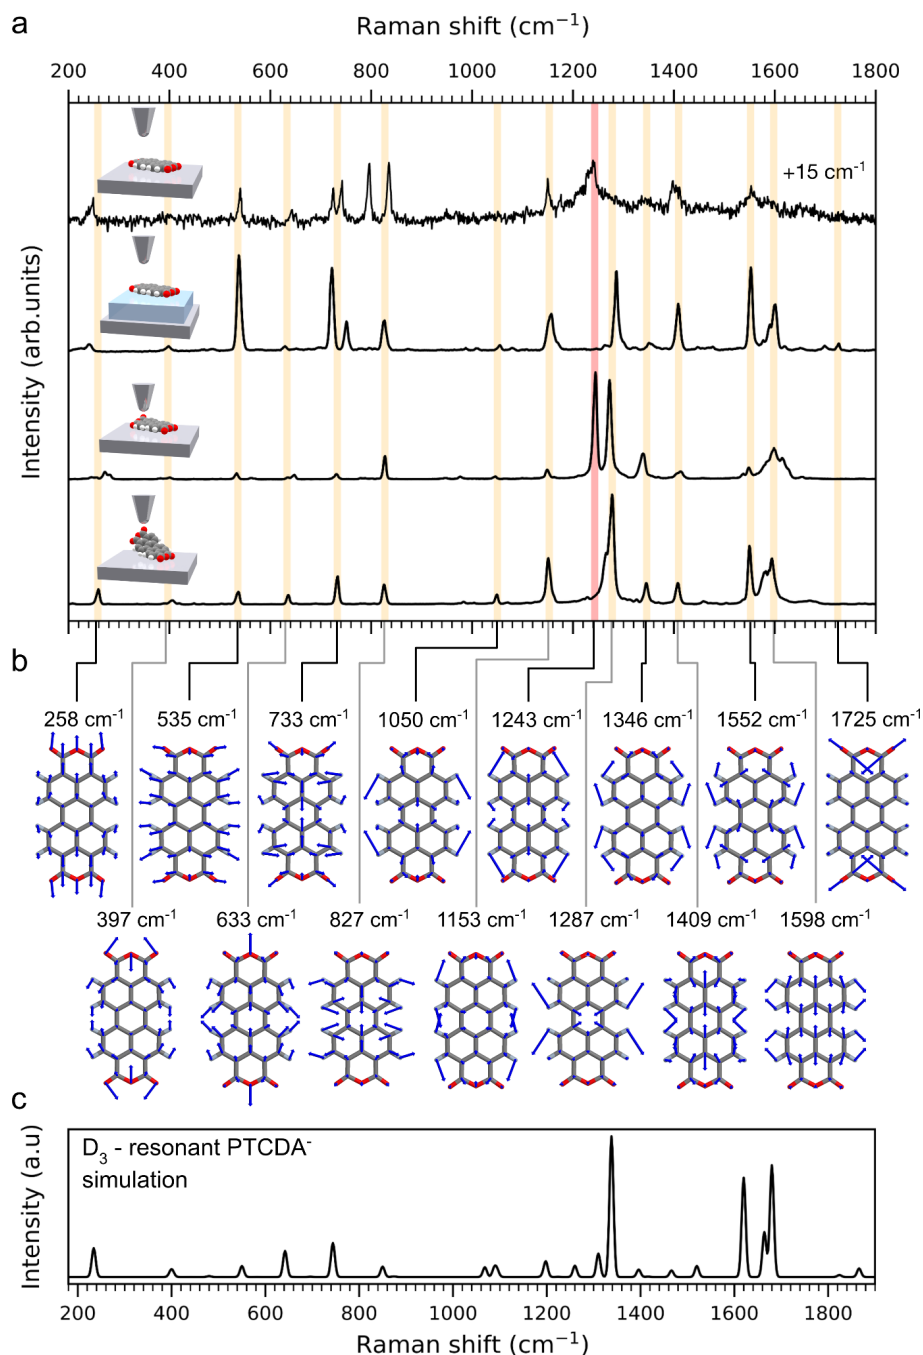 a
Raman shift (cm⁻¹)
200 400 600 800 1000 1200 1400 1600 1800
+15 cm⁻¹
Intensity (arb.units)
b
258 cm⁻¹ 535 cm⁻¹ 733 cm⁻¹ 1050 cm⁻¹ 1243 cm⁻¹ 1346 cm⁻¹ 1552 cm⁻¹ 1725 cm⁻¹
397 cm⁻¹ 633 cm⁻¹ 827 cm⁻¹ 1153 cm⁻¹ 1287 cm⁻¹ 1409 cm⁻¹ 1598 cm⁻¹
c
D₃ - resonant PTCDA⁻
simulation
Intensity (a.u)
200 400 600 800 1000 1200 1400 1600 1800
Raman shift (cm⁻¹)